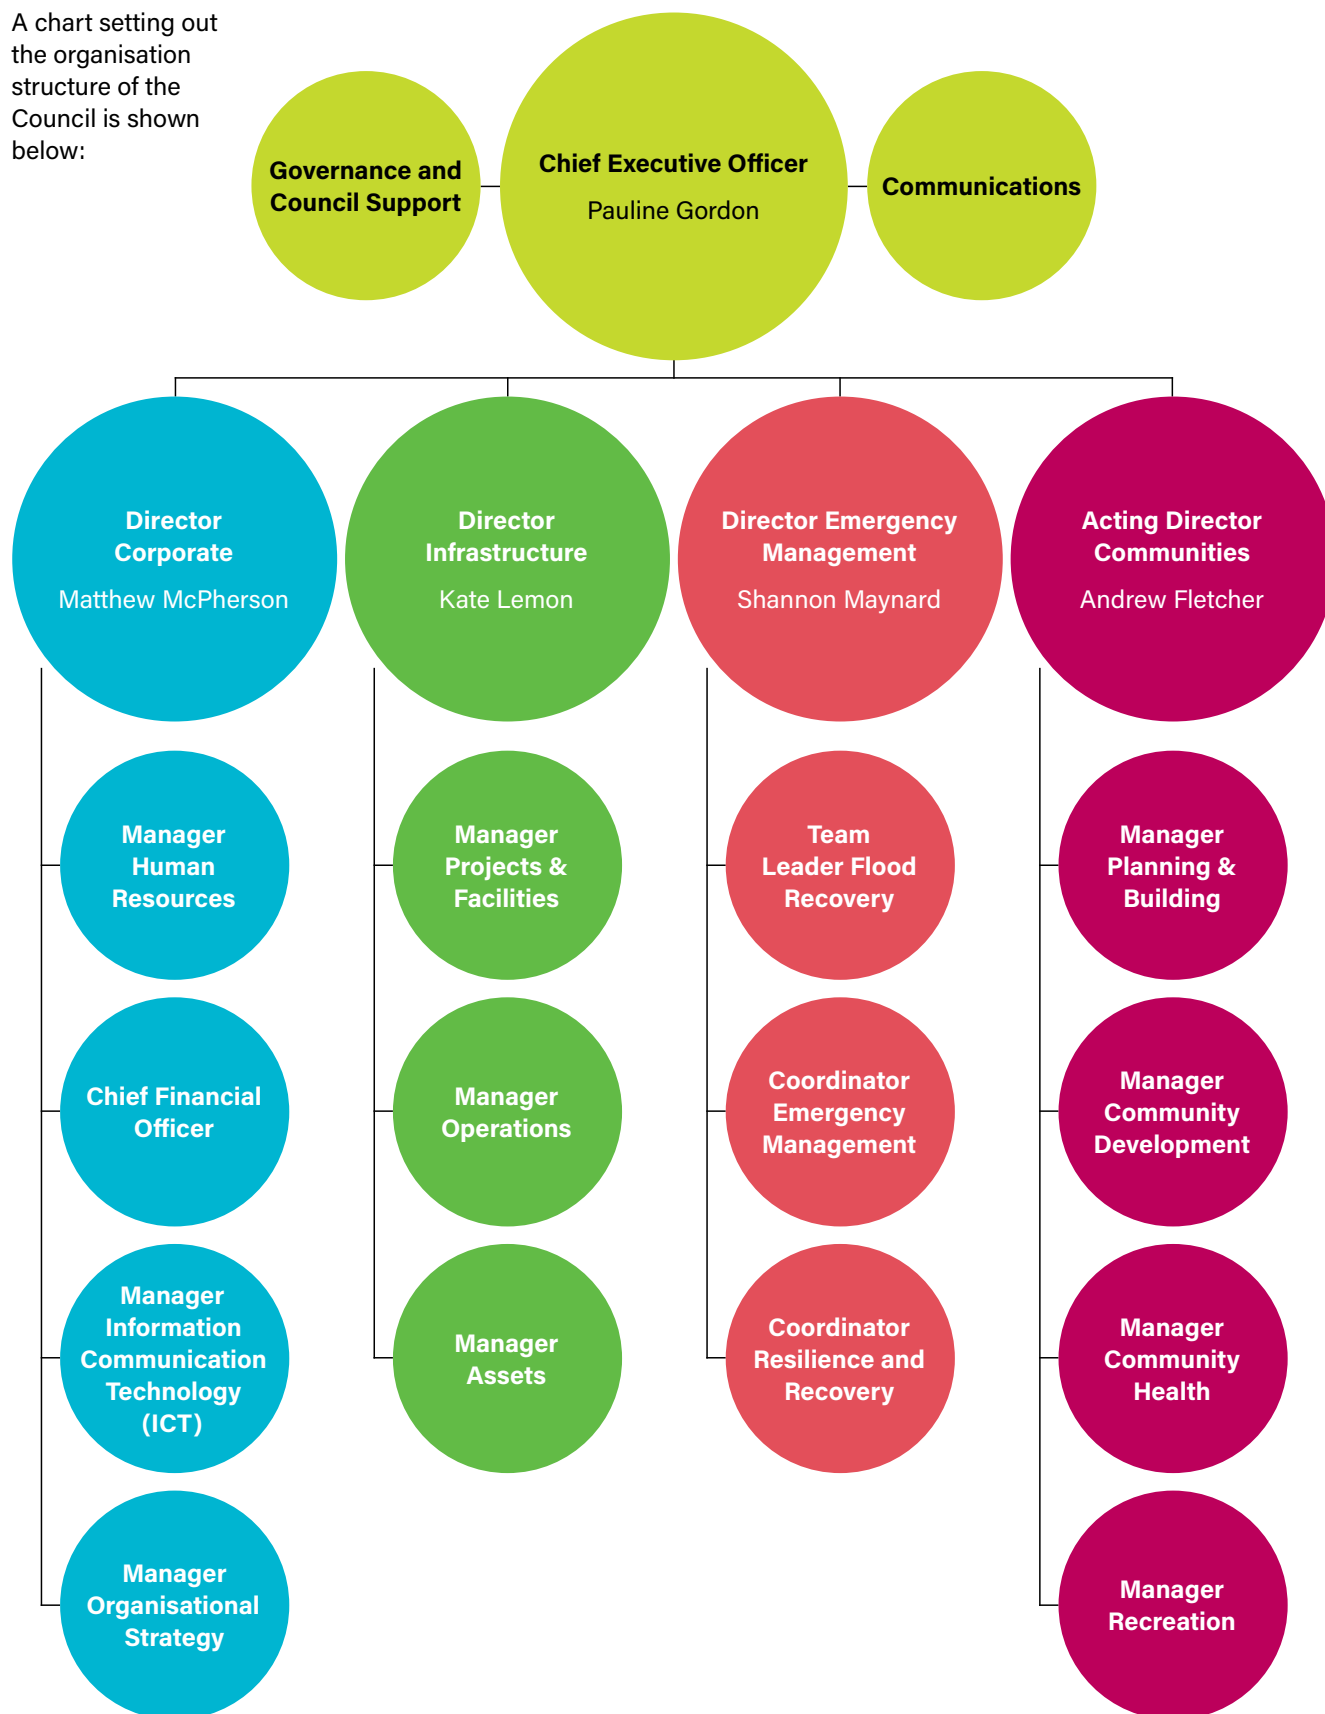 A chart setting out
the organisation
structure of the
Council is shown
below:
Governance and
Council Support
Chief Executive Officer
Pauline Gordon
Communications
Director
Corporate
Matthew McPherson
Director
Infrastructure
Kate Lemon
Director Emergency
Management
Shannon Maynard
Acting Director
Communities
Andrew Fletcher
Manager
Human
Resources
Manager
Projects &
Facilities
Team
Leader Flood
Recovery
Manager
Planning &
Building
Chief Financial
Officer
Manager
Operations
Coordinator
Emergency
Management
Manager
Community
Development
Manager
Information
Communication
Technology
(ICT)
Manager
Assets
Coordinator
Resilience and
Recovery
Manager
Community
Health
Manager
Organisational
Strategy
Manager
Recreation